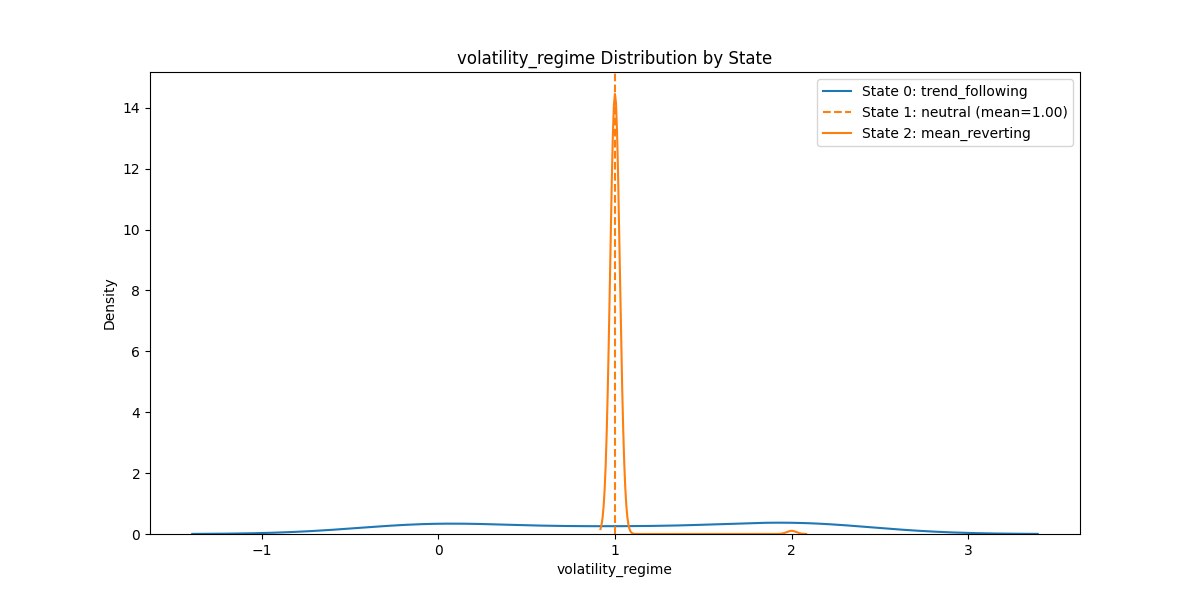 volatility_regime Distribution by State
State 0: trend_following
State 1: neutral (mean=1.00)
State 2: mean_reverting
Density
14
12
10
8
6
4
2
0
−1
0
1
2
3
volatility_regime